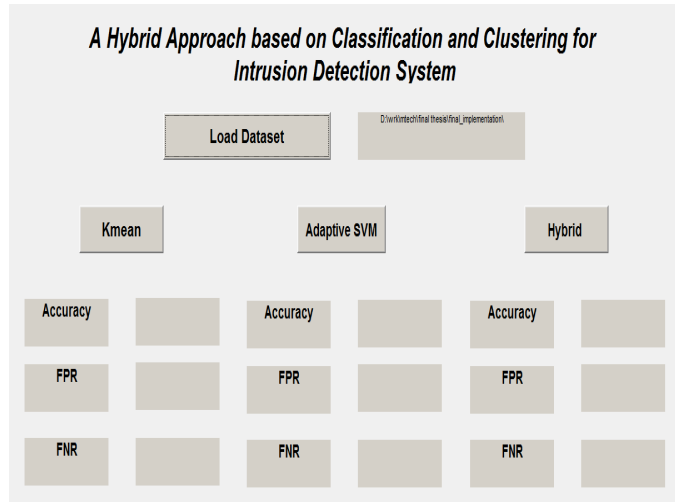 A Hybrid Approach based on Classification and Clustering for
Intrusion Detection System
Load Dataset
D:\wrk\mtech\final thesis\final_implementation\
Kmean
Adaptive SVM
Hybrid
Accuracy
Accuracy
Accuracy
FPR
FPR
FPR
FNR
FNR
FNR